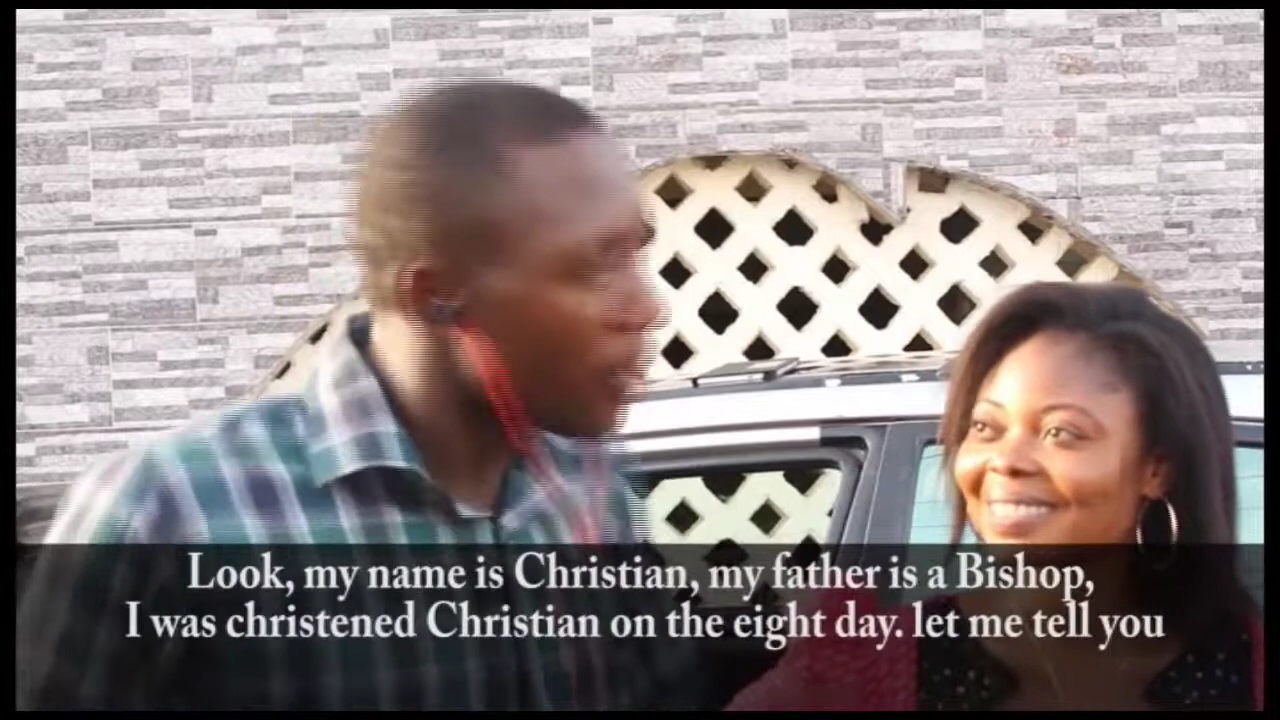 Look, my name is Christian, my father is a Bishop,
I was christened Christian on the eight day. let me tell you